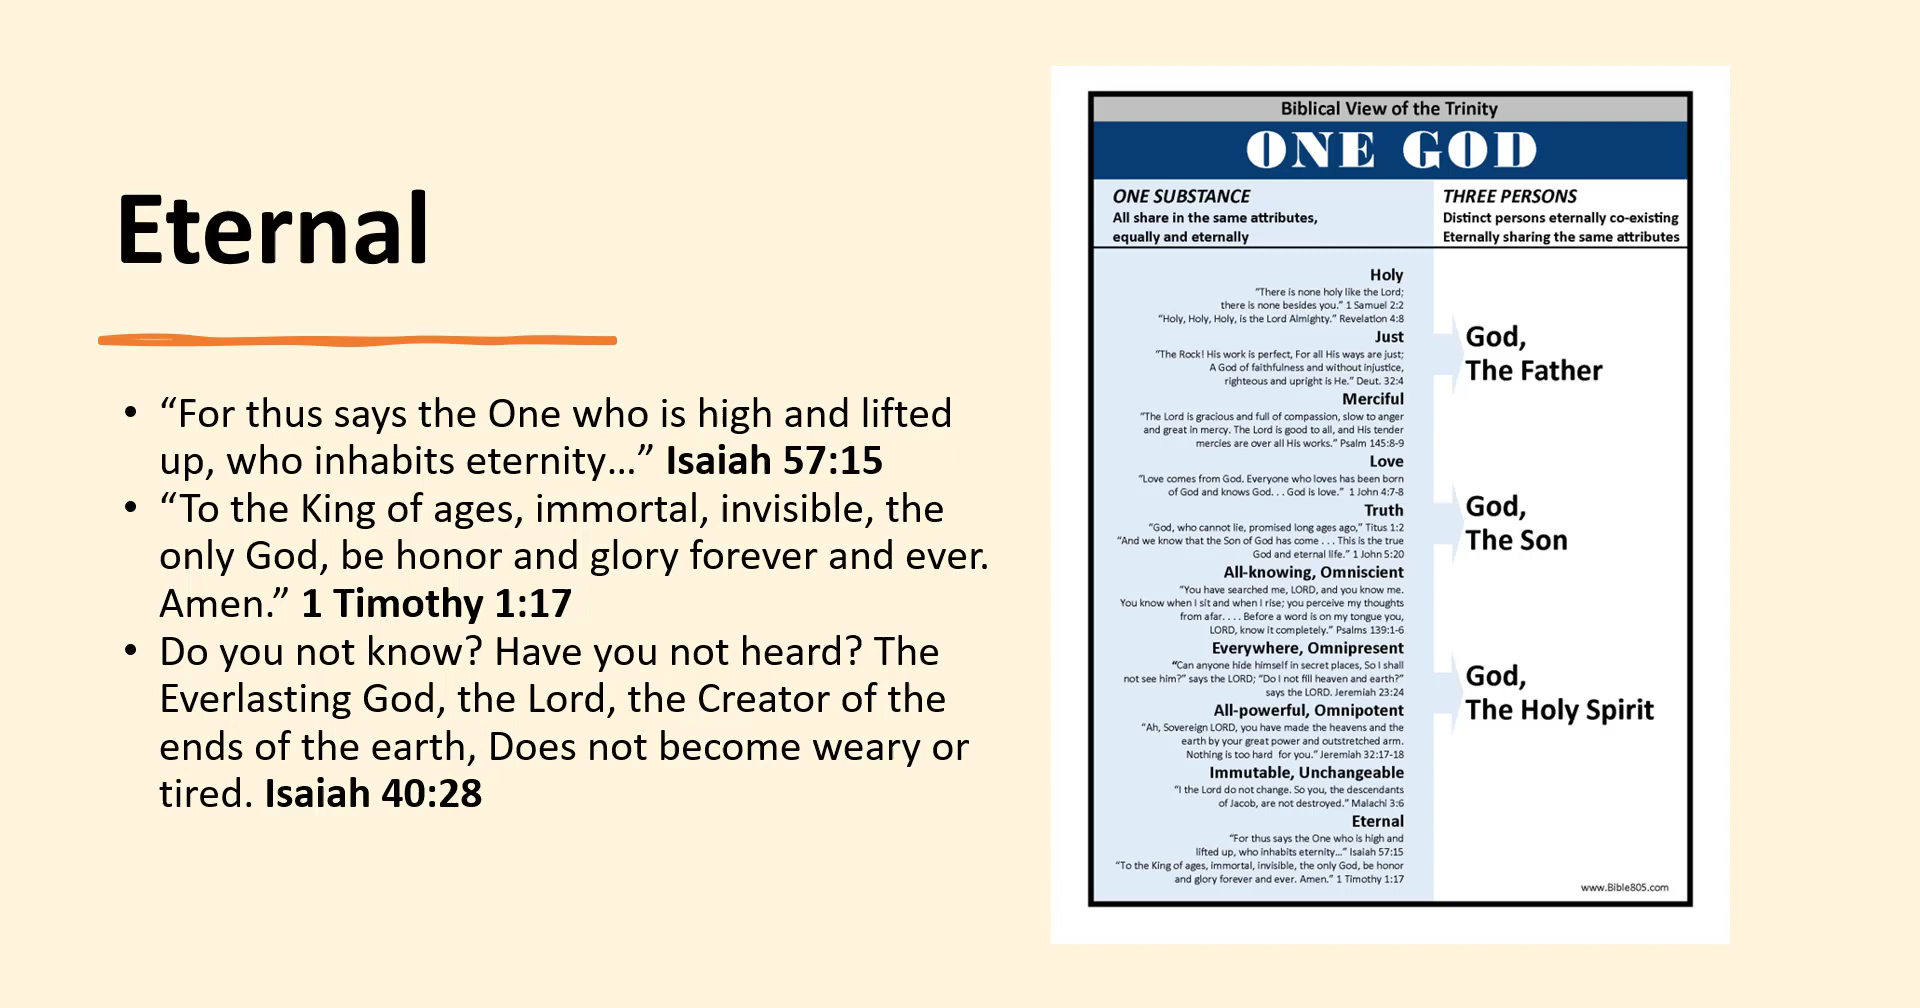 Eternal
• “For thus says the One who is high and lifted
up, who inhabits eternity…” Isaiah 57:15
• “To the King of ages, immortal, invisible, the
only God, be honor and glory forever and ever.
Amen.” 1 Timothy 1:17
• Do you not know? Have you not heard? The
Everlasting God, the Lord, the Creator of the
ends of the earth, Does not become weary or
tired. Isaiah 40:28
Biblical View of the Trinity
ONE GOD
ONE SUBSTANCE
All share in the same attributes,
equally and eternally
THREE PERSONS
Distinct persons eternally co-existing
Eternally sharing the same attributes
Holy
“There is none holy like the Lord;
there is none besides you.” 1 Samuel 2:2
“Holy, Holy, Holy, is the Lord Almighty.” Revelation 4:8
Just
“The Rock! His work is perfect, For all His ways are just;
A God of faithfulness and without injustice,
righteous and upright is He.” Deut. 32:4
Merciful
“The Lord is gracious and full of compassion, slow to anger
and great in mercy. The Lord is good to all, and His tender
mercies are over all His works.” Psalm 145:8-9
Love
“Love comes from God. Everyone who loves has been born
of God and knows God. . . God is love.” 1 John 4:7-8
Truth
“God, who cannot lie, promised long ages ago,” Titus 1:2
“And we know that the Son of God has come . . . This is the true
God and eternal life.” 1 John 5:20
All-knowing, Omniscient
“You have searched me, LORD, and you know me.
You know when I sit and when I rise; you perceive my thoughts
from afar. . . . Before a word is on my tongue you,
LORD, know it completely.” Psalms 139:1-6
Everywhere, Omnipresent
“Can anyone hide himself in secret places, So I shall
not see him?” says the LORD; “Do I not fill heaven and earth?”
says the LORD. Jeremiah 23:24
All-powerful, Omnipotent
“Ah, Sovereign LORD, you have made the heavens and the
earth by your great power and outstretched arm.
Nothing is too hard for you.” Jeremiah 32:17-18
Immutable, Unchangeable
“I the Lord do not change. So you, the descendants
of Jacob, are not destroyed.” Malachi 3:6
Eternal
“For thus says the One who is high and
lifted up, who inhabits eternity…” Isaiah 57:15
“To the King of ages, immortal, invisible, the only God, be honor
and glory forever and ever. Amen.” 1 Timothy 1:17
God,
The Father
God,
The Son
God,
The Holy Spirit
www.Bible805.com